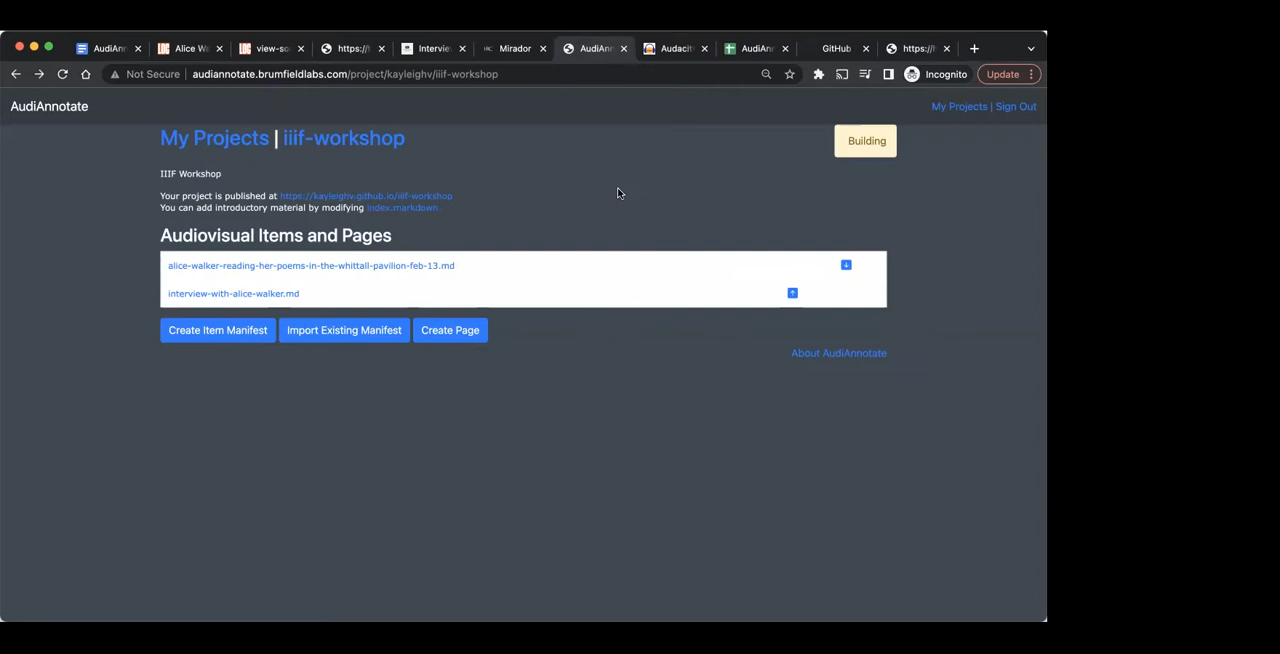 AudiAn
Alice W
view-so
https://
Interview
Mirador
AudiAn
Audacit
AudiAn
GitHub
https://
Not Secure
audiannotate.brumfieldlabs.com/project/kayleighv/iiif-workshop
Incognito
Update
AudiAnnotate
My Projects | Sign Out
My Projects | iiif-workshop
Building
IIIF Workshop
Your project is published at https://kayleighv.github.io/iiif-workshop
You can add introductory material by modifying index.markdown.
Audiovisual Items and Pages
alice-walker-reading-her-poems-in-the-whittall-pavilion-feb-13.md
interview-with-alice-walker.md
Create Item Manifest
Import Existing Manifest
Create Page
About AudiAnnotate